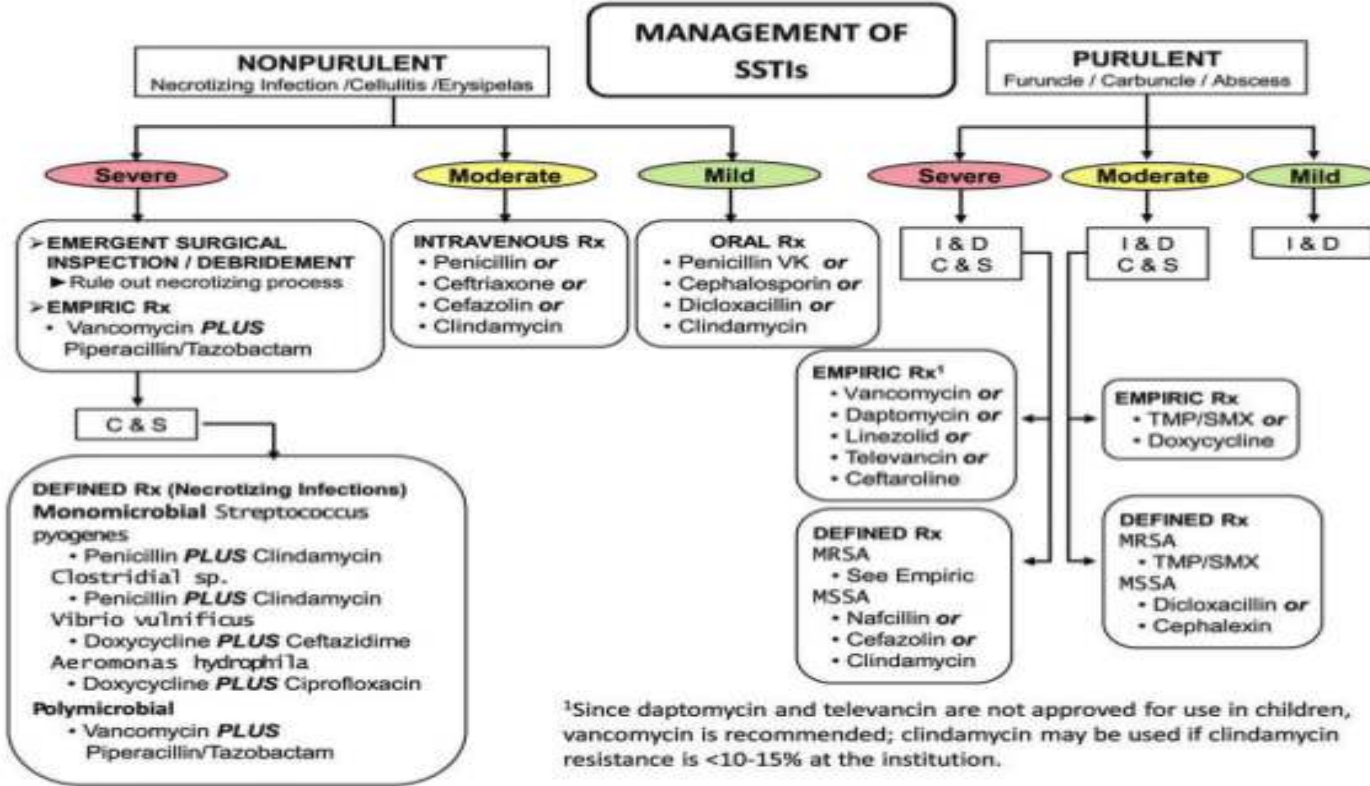 MANAGEMENT OF
SSTIs
NONPURULENT
Necrotizing Infection /Cellulitis /Erysipelas
Severe
Moderate
Mild
➢EMERGENT SURGICAL
INSPECTION / DEBRIDEMENT
►Rule out necrotizing process
➢EMPIRIC Rx
• Vancomycin PLUS
Piperacillin/Tazobactam
C & S
DEFINED Rx (Necrotizing Infections)
Monomicrobial Streptococcus
pyogenes
• Penicillin PLUS Clindamycin
Clostridial sp.
• Penicillin PLUS Clindamycin
Vibrio vulnificus
• Doxycycline PLUS Ceftazidime
Aeromonas hydrophila
• Doxycycline PLUS Ciprofloxacin
Polymicrobial
• Vancomycin PLUS
Piperacillin/Tazobactam
INTRAVENOUS Rx
• Penicillin or
• Ceftriaxone or
• Cefazolin or
• Clindamycin
ORAL Rx
• Penicillin VK or
• Cephalosporin or
• Dicloxacillin or
• Clindamycin
PURULENT
Furuncle / Carbuncle / Abscess
Severe
Moderate
Mild
I & D
C & S
I & D
C & S
I & D
EMPIRIC Rx¹
• Vancomycin or
• Daptomycin or
• Linezolid or
• Televancin or
• Ceftaroline
DEFINED Rx
MRSA
• See Empiric
MSSA
• Nafcillin or
• Cefazolin or
• Clindamycin
EMPIRIC Rx
• TMP/SMX or
• Doxycycline
DEFINED Rx
MRSA
• TMP/SMX
MSSA
• Dicloxacillin or
• Cephalexin
¹Since daptomycin and televancin are not approved for use in children,
vancomycin is recommended; clindamycin may be used if clindamycin
resistance is <10-15% at the institution.